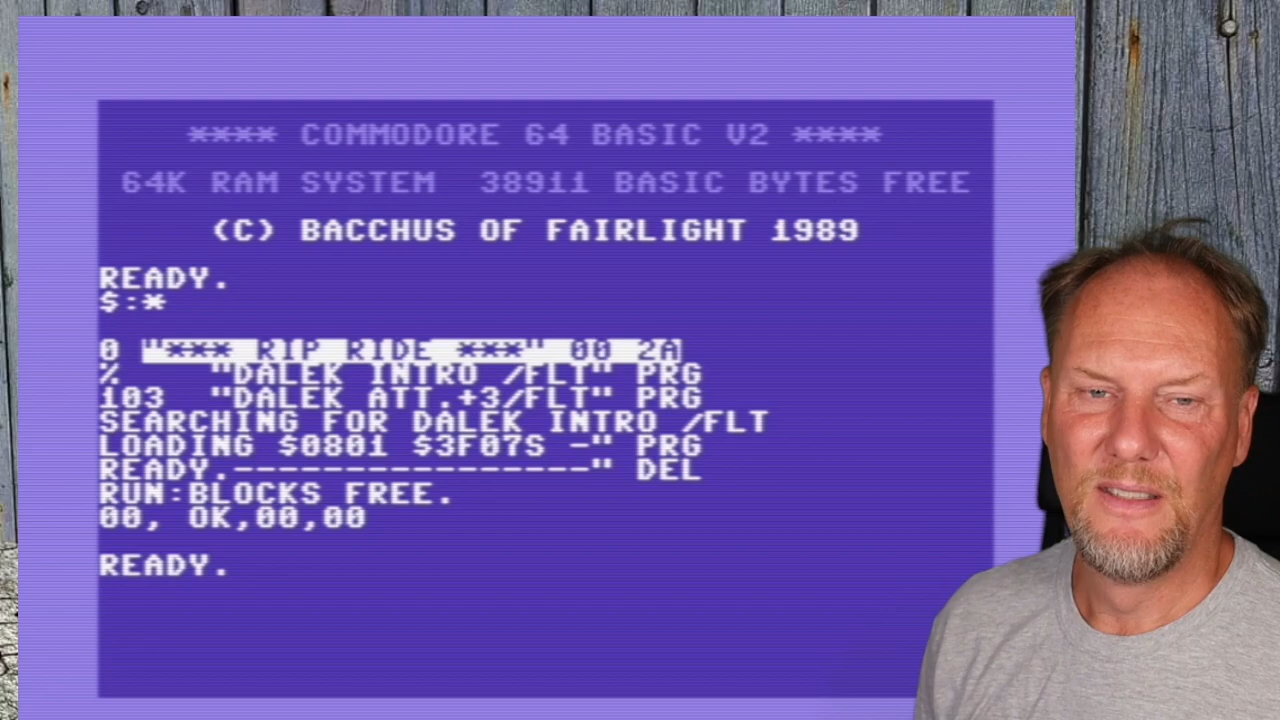 **** COMMODORE 64 BASIC V2 ****
64K RAM SYSTEM  38911 BASIC BYTES FREE
(C) BACCHUS OF FAIRLIGHT 1989
READY.
$:*
0 "*** RIP RIDE ***" 00 2A
%    "DALEK INTRO /FLT" PRG
103  "DALEK ATT.+3/FLT" PRG
SEARCHING FOR DALEK INTRO /FLT
LOADING $0801 $3F07S -" PRG
READY.----------------" DEL
RUN:BLOCKS FREE.
00, OK,00,00
READY.